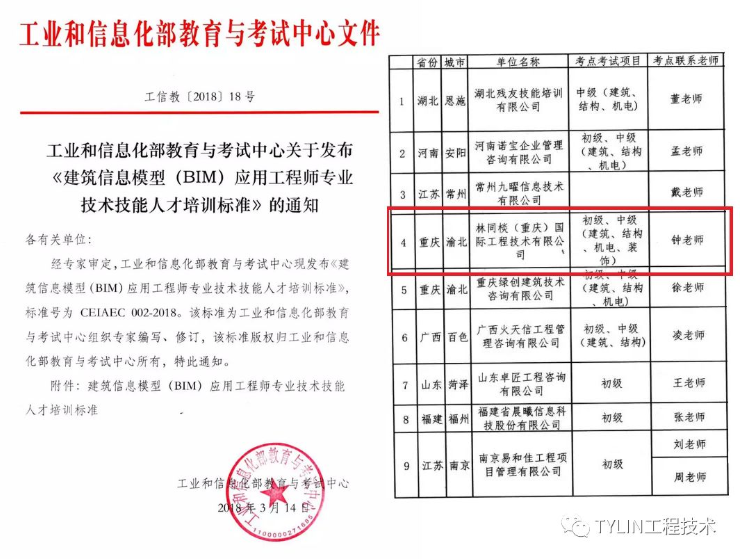 工业和信息化部教育与考试中心文件
工信教〔2018〕18号
工业和信息化部教育与考试中心关于发布
《建筑信息模型（BIM）应用工程师专业
技术技能人才培训标准》的通知
各有关单位：
经专家审定，工业和信息化部教育与考试中心现发布《建
筑信息模型（BIM）应用工程师专业技术技能人才培训标准》，
标准号为 CEIAEC 002-2018。该标准为工业和信息化部教育
与考试中心组织专家编写、修订，该标准版权归工业和信息
化部教育与考试中心所有，特此通知。
附件：建筑信息模型（BIM）应用工程师专业技术技能
人才培训标准
工业和信息化部教育与考试中心
2018年3月14日
工业和信息化部教育与考试中心
1100000271685
省份 城市 单位名称 考点考试项目 考点联系老师
1 湖北 恩施 湖北残友技能培训有限公司 中级（建筑、结构、机电） 董老师
2 河南 安阳 河南诺宝企业管理咨询有限公司 初级、中级（建筑、结构、机电） 孟老师
3 江苏 常州 常州九曜信息技术有限公司 戴老师
4 重庆 渝北 林同棪（重庆）国际工程技术有限公司 初级、中级（建筑、结构、机电、装饰） 钟老师
5 重庆 渝北 重庆绿创建筑技术咨询有限公司 初级、中级（建筑、结构、机电） 徐老师
6 广西 百色 广西火天信工程管理咨询有限公司 初级、中级（建筑、结构） 凌老师
7 山东 菏泽 山东卓匠工程咨询有限公司 初级 王老师
8 福建 福州 福建省晨曦信息科技股份有限公司 初级 张老师
9 江苏 南京 南京易和佳工程项目管理有限公司 初级 刘老师
周老师
TYLIN工程技术